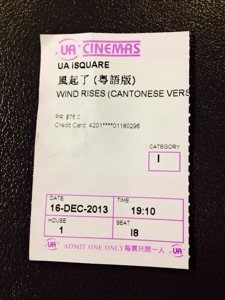 UA CINEMAS
UA iSQUARE
風起了 (粵語版)
WIND RISES (CANTONESE VERS
PR $75.0
Credit Card: 4201****01180296
CATEGORY
I
DATE
TIME
16-DEC-2013
19:10
HOUSE
SEAT
1
I8
UA ADMIT ONE ONLY 每票只限一人 UA